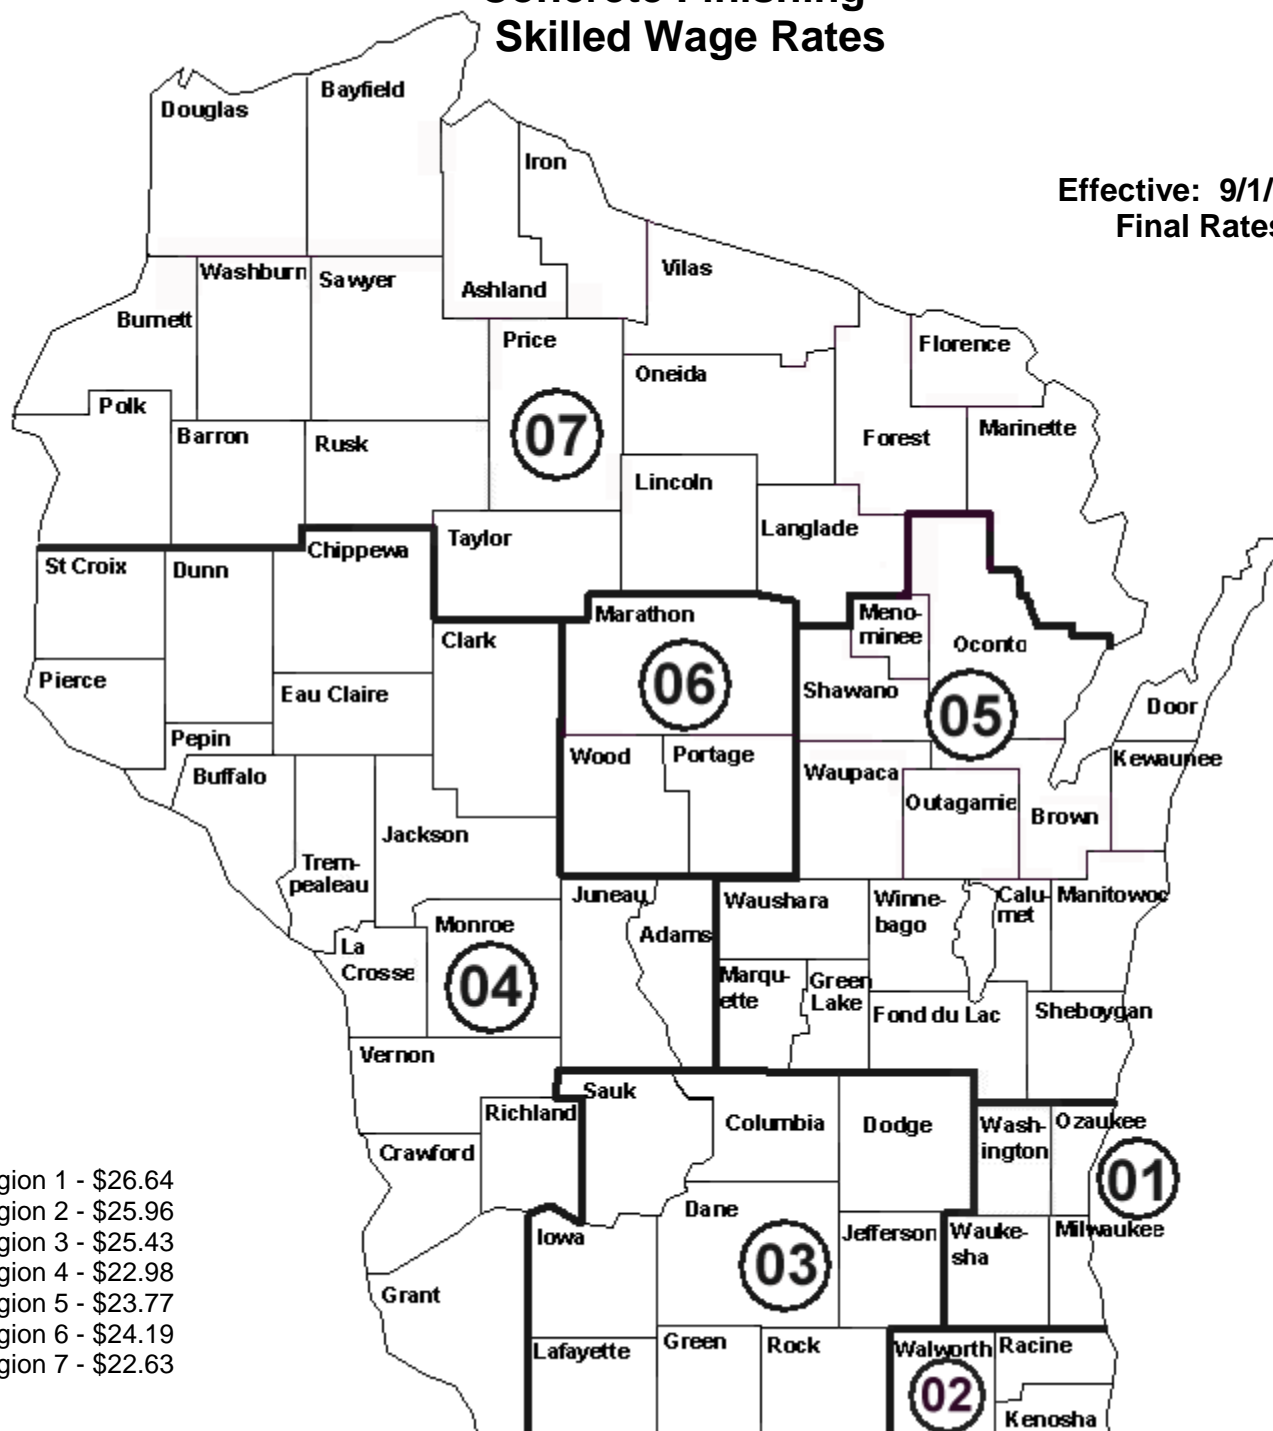 Concrete Finishing
Skilled Wage Rates
Effective: 9/1/
Final Rates
Douglas
Bayfield
Iron
Vilas
Washburn
Sawyer
Ashland
Burnett
Price
Florence
Oneida
Polk
Barron
Rusk
07
Forest
Marinette
Lincoln
Langlade
Taylor
Chippewa
St Croix
Dunn
Marathon
Meno-
minee
Clark
Oconto
Pierce
Eau Claire
06
Shawano
05
Door
Pepin
Buffalo
Wood
Portage
Waupaca
Kewaunee
Outagamie
Brown
Jackson
Trem-
pealeau
Juneau
Waushara
Winne-
bago
Calu-
met
Manitowoc
Monroe
Adams
La
Crosse
04
Marqu-
ette
Green
Lake
Fond du Lac
Sheboygan
Vernon
Sauk
Richland
Columbia
Dodge
Wash-
ington
Ozaukee
Crawford
01
gion 1 - $26.64
gion 2 - $25.96
gion 3 - $25.43
gion 4 - $22.98
gion 5 - $23.77
gion 6 - $24.19
gion 7 - $22.63
Dane
Iowa
03
Jefferson
Wauke-
sha
Milwaukee
Grant
Lafayette
Green
Rock
Walworth
Racine
02
Kenosha